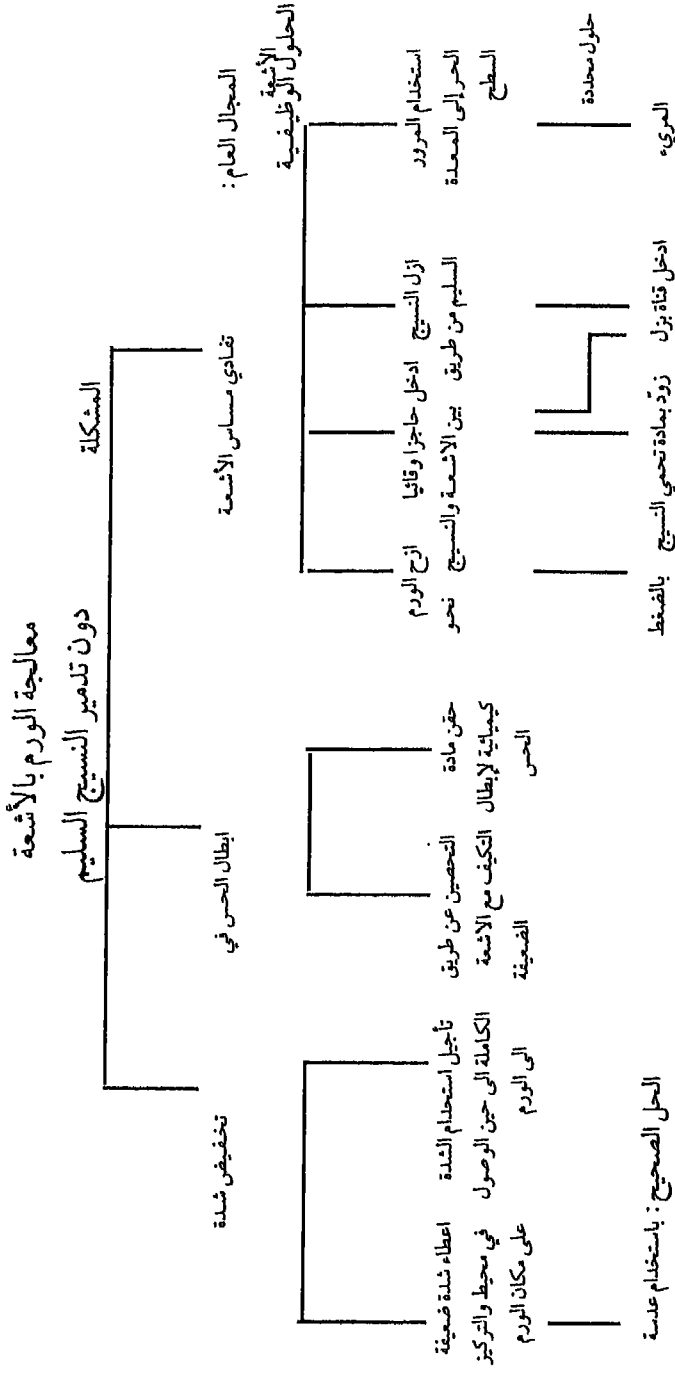 معالجة الورم بالأشعة
المشكلة
دون تدمير النسيج السليم
المجال العام :
تفادي مساس الأشعة
ابطال الحس في
تخفيض شدة
الأشعة
الحلول الوظيفية
استخدام المرور
الحر إلى المعدة
السطح
ازل النسيج
السليم من طريق
ادخل حاجزا وقائيا
بين الاشعة والنسيج
ازح الورم
نحو
حقن مادة
كيميائية لإبطال
الحس
التحصين عن طريق
التكيف مع الاشعة
الضعيفة
تأجيل استخدام الشدة
الكاملة الى حين الوصول
الى الورم
اعطاء شدة ضعيفة
في محيط والتركيز
على مكان الورم
حلول محددة
المريء
ادخل قناة بزل
زود بمادة تحمي النسيج
بالضغط
الحل الصحيح : باستخدام عدسة